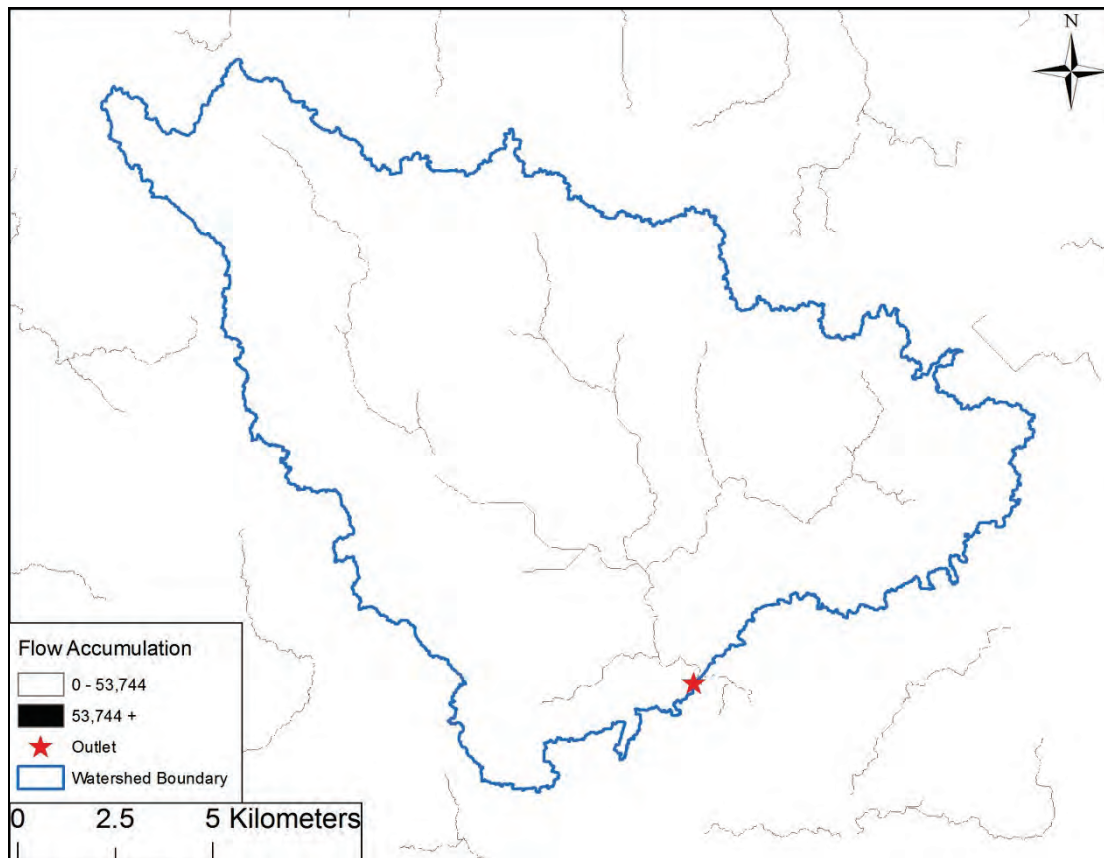 N
Flow Accumulation
0 - 53,744
53,744 +
Outlet
Watershed Boundary
0 2.5 5 Kilometers